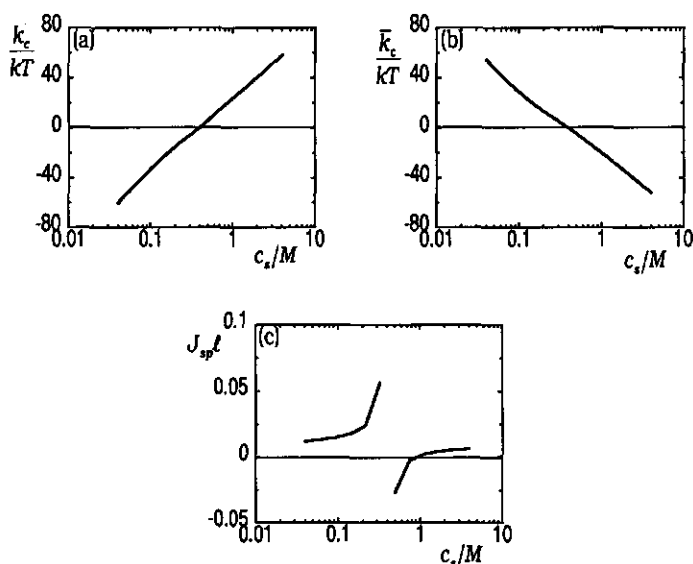 (a)
k_c/kT
80
40
0
-40
-80
0.01 0.1 1 10
c_s/M
(b)
k̄_c/kT
80
40
0
-40
-80
0.01 0.1 1 10
c_s/M
(c)
J_sp ℓ
0.1
0.05
0
-0.05
0.01 0.1 1 10
c_s/M